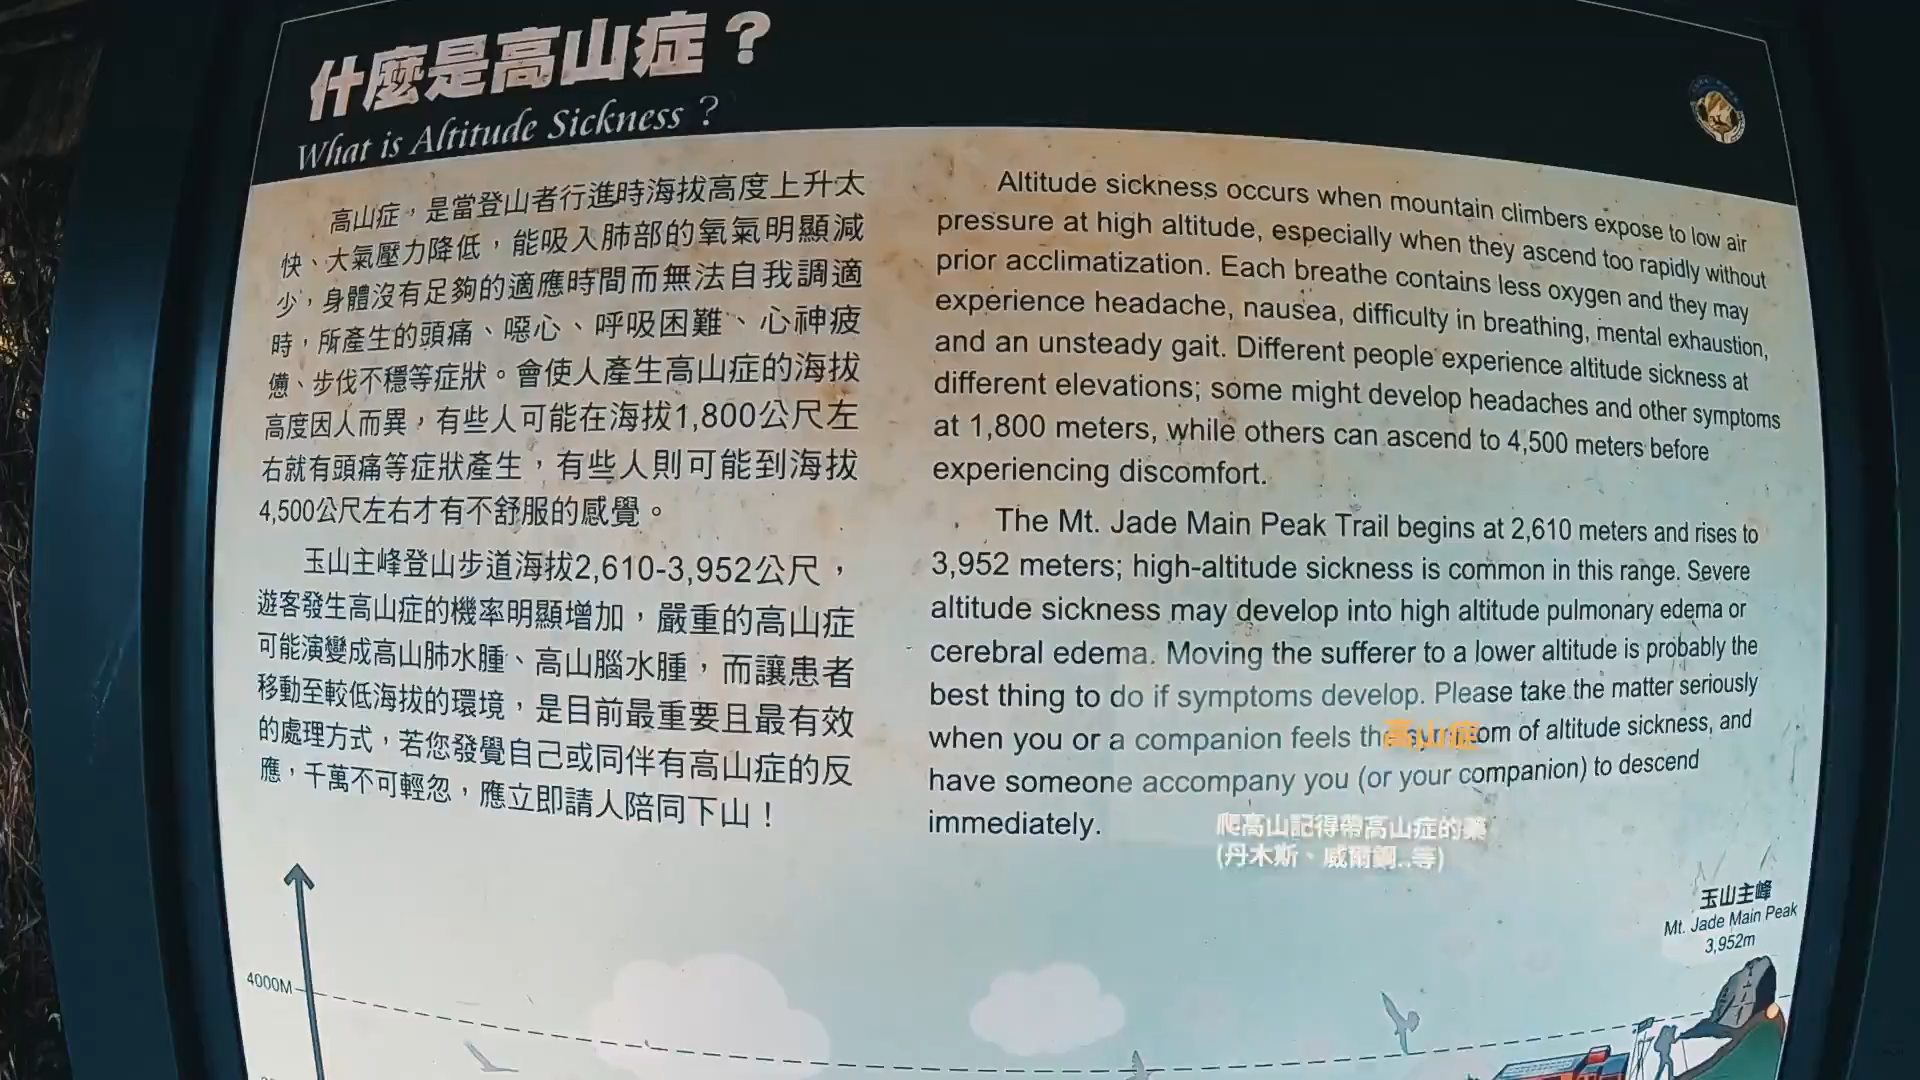 什麼是高山症？
What is Altitude Sickness？
高山症，是當登山者行進時海拔高度上升太
快、大氣壓力降低，能吸入肺部的氧氣明顯減
少，身體沒有足夠的適應時間而無法自我調適
時，所產生的頭痛、噁心、呼吸困難、心神疲
憊、步伐不穩等症狀。會使人產生高山症的海拔
高度因人而異，有些人可能在海拔1,800公尺左
右就有頭痛等症狀產生，有些人則可能到海拔
4,500公尺左右才有不舒服的感覺。
玉山主峰登山步道海拔2,610-3,952公尺，
遊客發生高山症的機率明顯增加，嚴重的高山症
可能演變成高山肺水腫、高山腦水腫，而讓患者
移動至較低海拔的環境，是目前最重要且最有效
的處理方式，若您發覺自己或同伴有高山症的反
應，千萬不可輕忽，應立即請人陪同下山！
Altitude sickness occurs when mountain climbers expose to low air
pressure at high altitude, especially when they ascend too rapidly without
prior acclimatization. Each breathe contains less oxygen and they may
experience headache, nausea, difficulty in breathing, mental exhaustion,
and an unsteady gait. Different people experience altitude sickness at
different elevations; some might develop headaches and other symptoms
at 1,800 meters, while others can ascend to 4,500 meters before
experiencing discomfort.
The Mt. Jade Main Peak Trail begins at 2,610 meters and rises to
3,952 meters; high-altitude sickness is common in this range. Severe
altitude sickness may develop into high altitude pulmonary edema or
cerebral edema. Moving the sufferer to a lower altitude is probably the
best thing to do if symptoms develop. Please take the matter seriously
when you or a companion feels the symptom of altitude sickness, and
have someone accompany you (or your companion) to descend
immediately.
高山症
爬高山記得帶高山症的藥
(丹木斯、威爾鋼..等)
玉山主峰
Mt. Jade Main Peak
3,952m
4000M